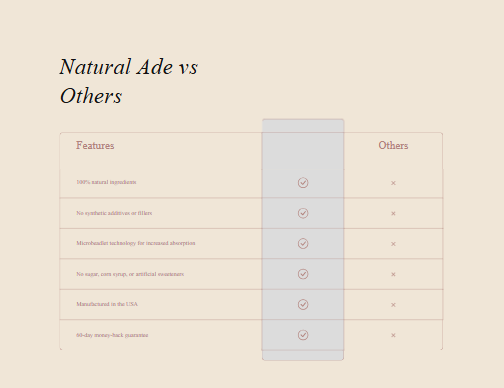 Natural Ade vs
Others
Features
Others
100% natural ingredients
No synthetic additives or fillers
Microbeadlet technology for increased absorption
No sugar, corn syrup, or artificial sweeteners
Manufactured in the USA
60-day money-back guarantee